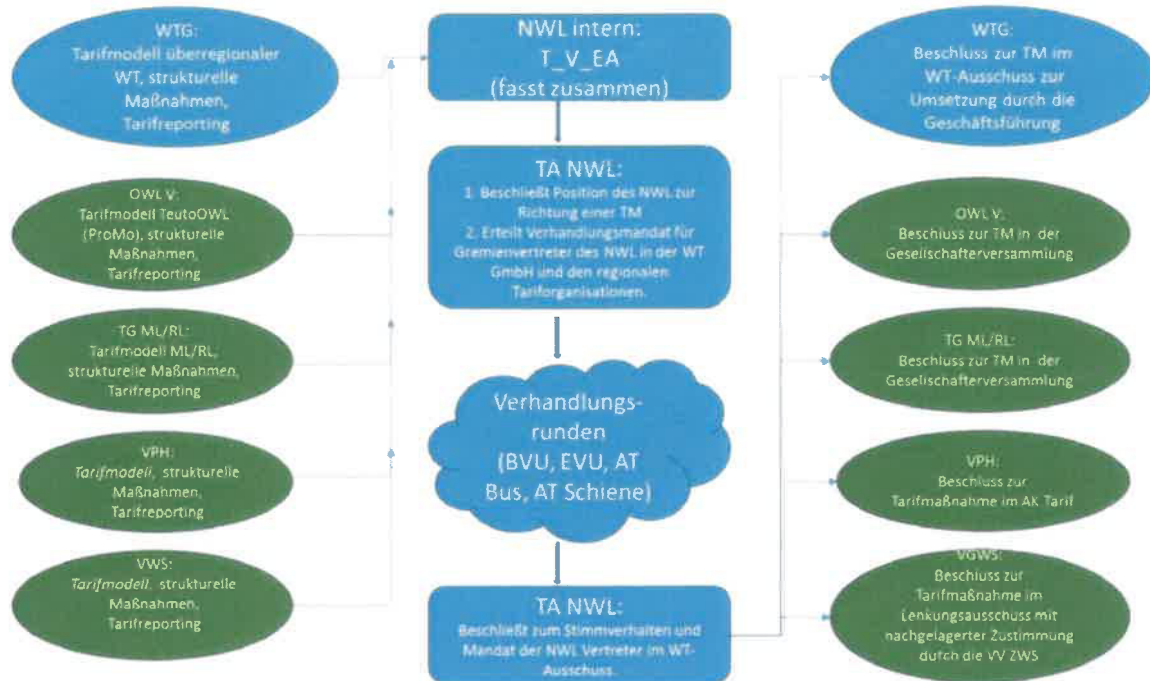 WTG:
Tarifmodell überregionaler
WT, strukturelle
Maßnahmen,
Tarifreporting
OWL V:
Tarifmodell TeutoOWL
(ProMo), strukturelle
Maßnahmen,
Tarifreporting
TG ML/RL:
Tarifmodell ML/RL,
strukturelle Maßnahmen,
Tarifreporting
VPH:
Tarifmodell, strukturelle
Maßnahmen,
Tarifreporting
VWS:
Tarifmodell, strukturelle
Maßnahmen,
Tarifreporting
NWL intern:
T_V_EA
(fasst zusammen)
TA NWL:
1. Beschließt Position des NWL zur
Richtung einer TM
2. Erteilt Verhandlungsmandat für
Gremienvertreter des NWL in der WT
GmbH und den regionalen
Tariforganisationen.
Verhandlungs-
runden
(BVU, EVU, AT
Bus, AT Schiene)
TA NWL:
Beschließt zum Stimmverhalten und
Mandat der NWL Vertreter im WT-
Ausschuss.
WTG:
Beschluss zur TM im
WT-Ausschuss zur
Umsetzung durch die
Geschäftsführung
OWL V:
Beschluss zur TM in der
Gesellschafterversammlung
TG ML/RL:
Beschluss zur TM in der
Gesellschafterversammlung
VPH:
Beschluss zur
Tarifmaßnahme im AK Tarif
VGWS:
Beschluss zur
Tarifmaßnahme im
Lenkungsausschuss mit
nachgelagerter Zustimmung
durch die VV ZWS